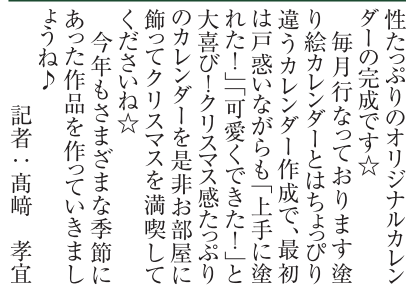 性たっぷりのオリジナルカレン
ダーの完成です☆
　毎月行なっております塗
り絵カレンダーとはちょっぴり
違うカレンダー作成で、最初
は戸惑いながらも「上手に塗
れた！」「可愛くできた！」と
大喜び！クリスマス感たっぷり
のカレンダーを是非お部屋に
飾ってクリスマスを満喫して
くださいね☆
　今年もさまざまな季節に
あった作品を作っていきまし
ょうね♪
記者：髙﨑　孝宜